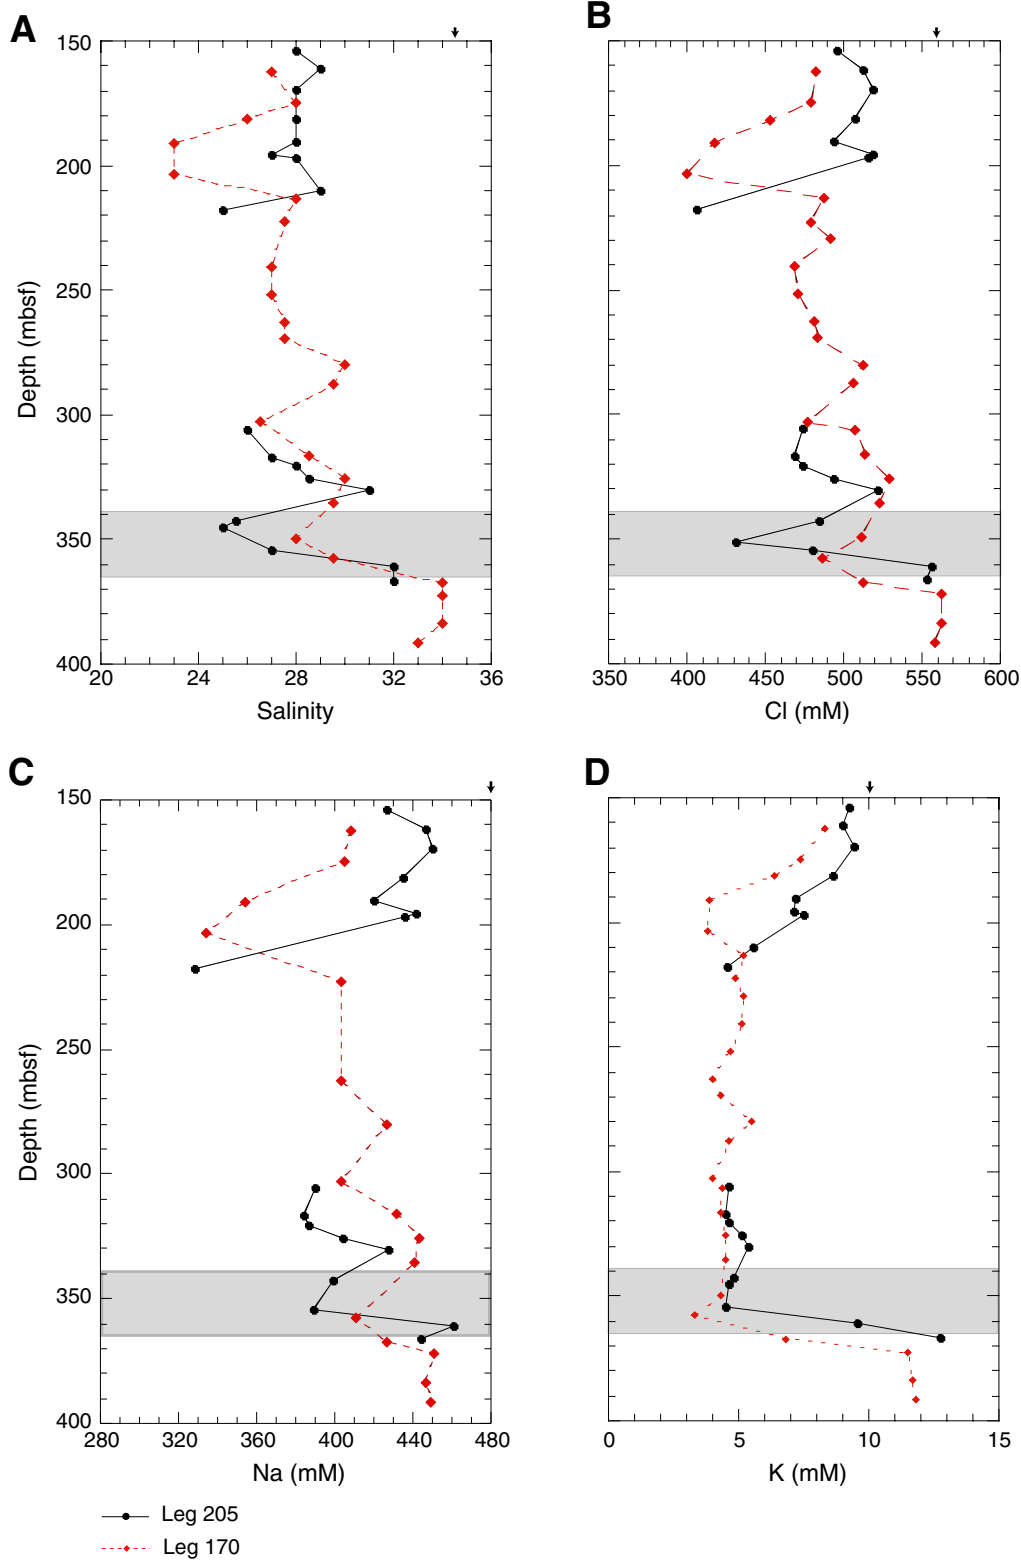 A
B
150
200
250
300
350
400
Depth (mbsf)
20 24 28 32 36
Salinity
350 400 450 500 550 600
Cl (mM)
C
D
150
200
250
300
350
400
Depth (mbsf)
280 320 360 400 440 480
Na (mM)
0 5 10 15
K (mM)
Leg 205
Leg 170